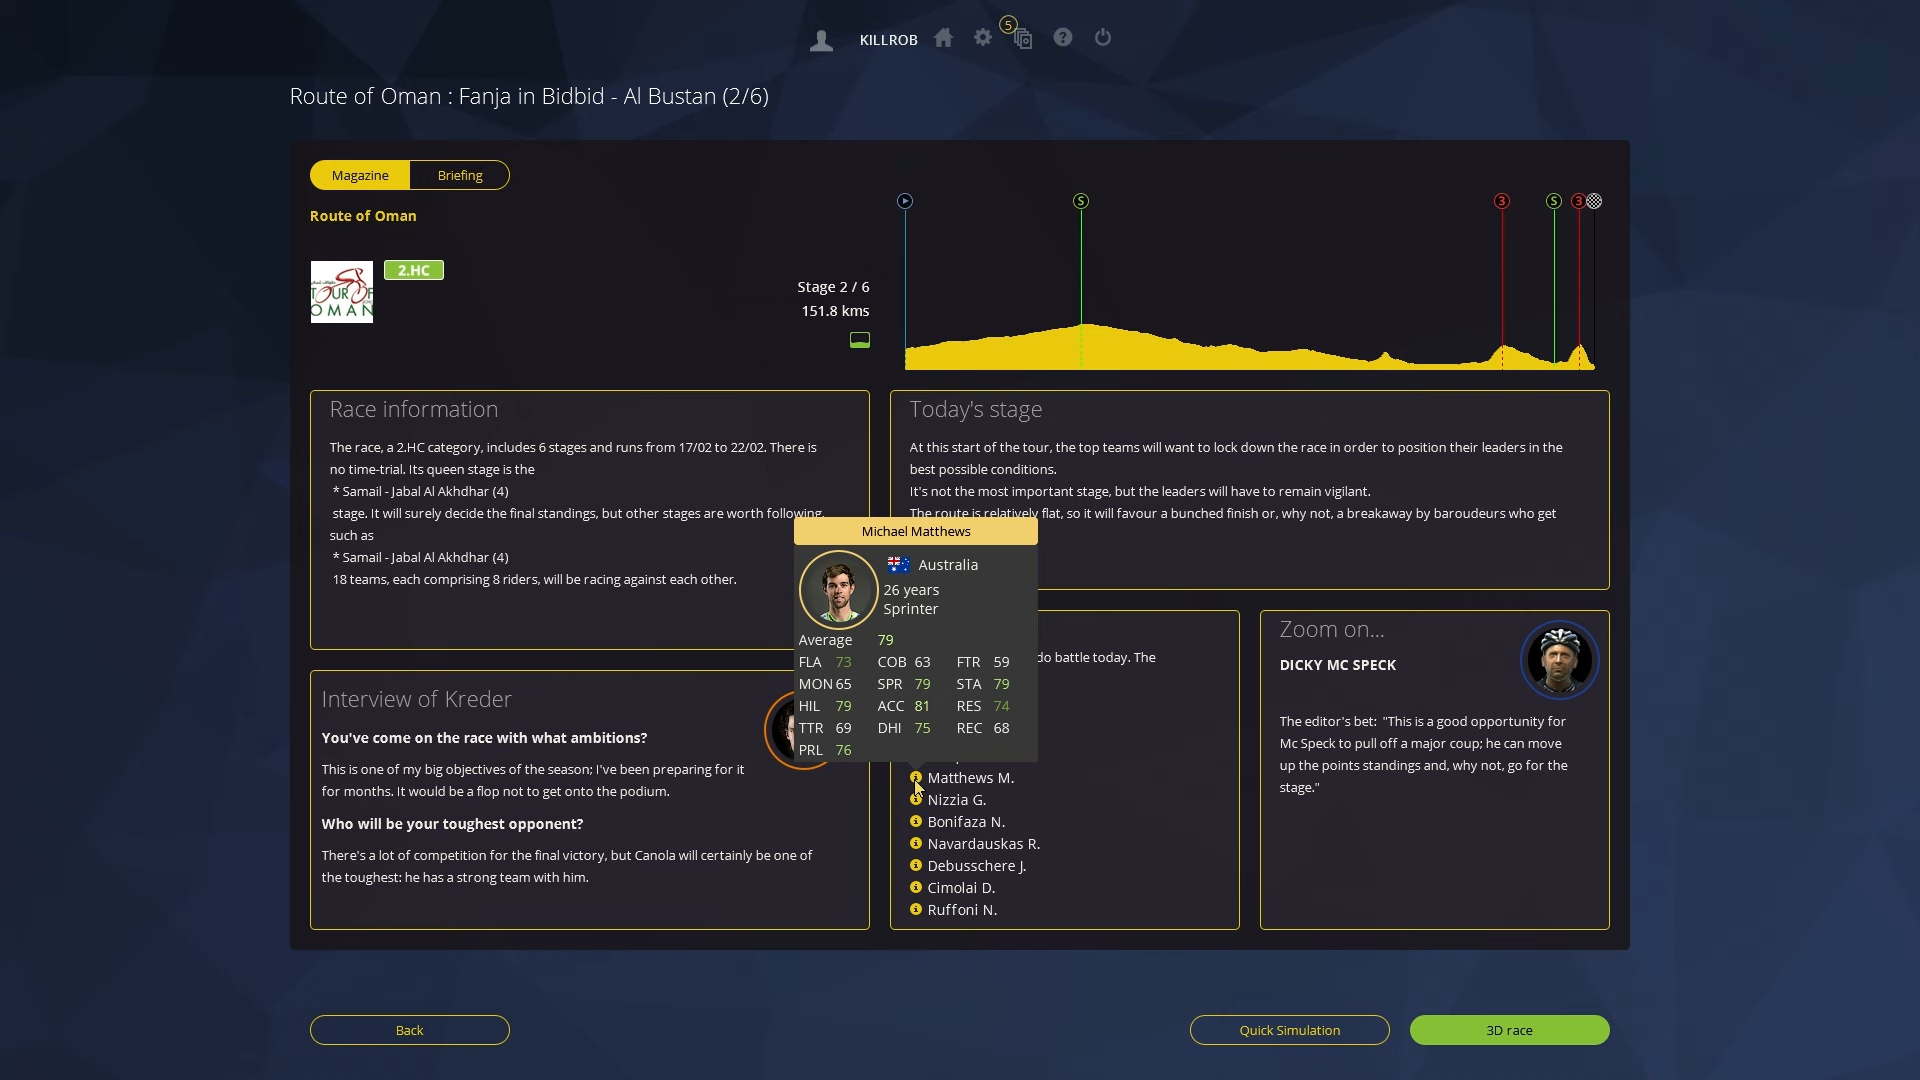 5
KILLROB
Route of Oman : Fanja in Bidbid - Al Bustan (2/6)
Magazine
Briefing
Route of Oman
TOUR OF
OMAN
2.HC
Stage 2 / 6
151.8 kms
S
3
S
3
Race information
The race, a 2.HC category, includes 6 stages and runs from 17/02 to 22/02. There is
no time-trial. Its queen stage is the
* Samail - Jabal Al Akhdhar (4)
stage. It will surely decide the final standings, but other stages are worth following,
such as
* Samail - Jabal Al Akhdhar (4)
18 teams, each comprising 8 riders, will be racing against each other.
Today's stage
At this start of the tour, the top teams will want to lock down the race in order to position their leaders in the
best possible conditions.
It's not the most important stage, but the leaders will have to remain vigilant.
The route is relatively flat, so it will favour a bunched finish or, why not, a breakaway by baroudeurs who get
Michael Matthews
Australia
26 years
Sprinter
Average 79
FLA 73 COB 63 FTR 59
MON 65 SPR 79 STA 79
HIL 79 ACC 81 RES 74
TTR 69 DHI 75 REC 68
PRL 76
Interview of Kreder
You've come on the race with what ambitions?
This is one of my big objectives of the season; I've been preparing for it
for months. It would be a flop not to get onto the podium.
Who will be your toughest opponent?
There's a lot of competition for the final victory, but Canola will certainly be one of
the toughest: he has a strong team with him.
do battle today. The
Matthews M.
Nizzia G.
Bonifaza N.
Navardauskas R.
Debusschere J.
Cimolai D.
Ruffoni N.
Zoom on...
DICKY MC SPECK
The editor's bet: "This is a good opportunity for
Mc Speck to pull off a major coup; he can move
up the points standings and, why not, go for the
stage."
Back
Quick Simulation
3D race